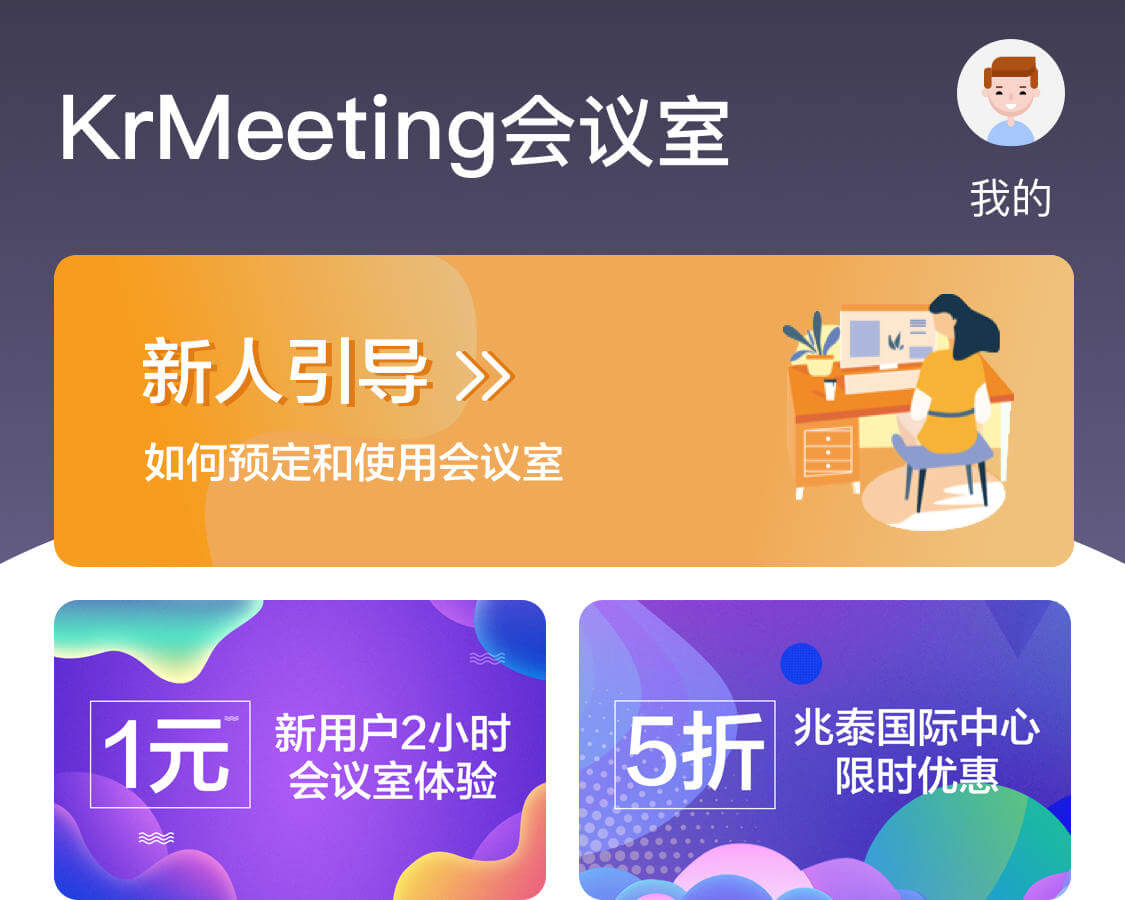 KrMeeting会议室
我的
新人引导
如何预定和使用会议室
1元
新用户2小时
会议室体验
5折
兆泰国际中心
限时优惠